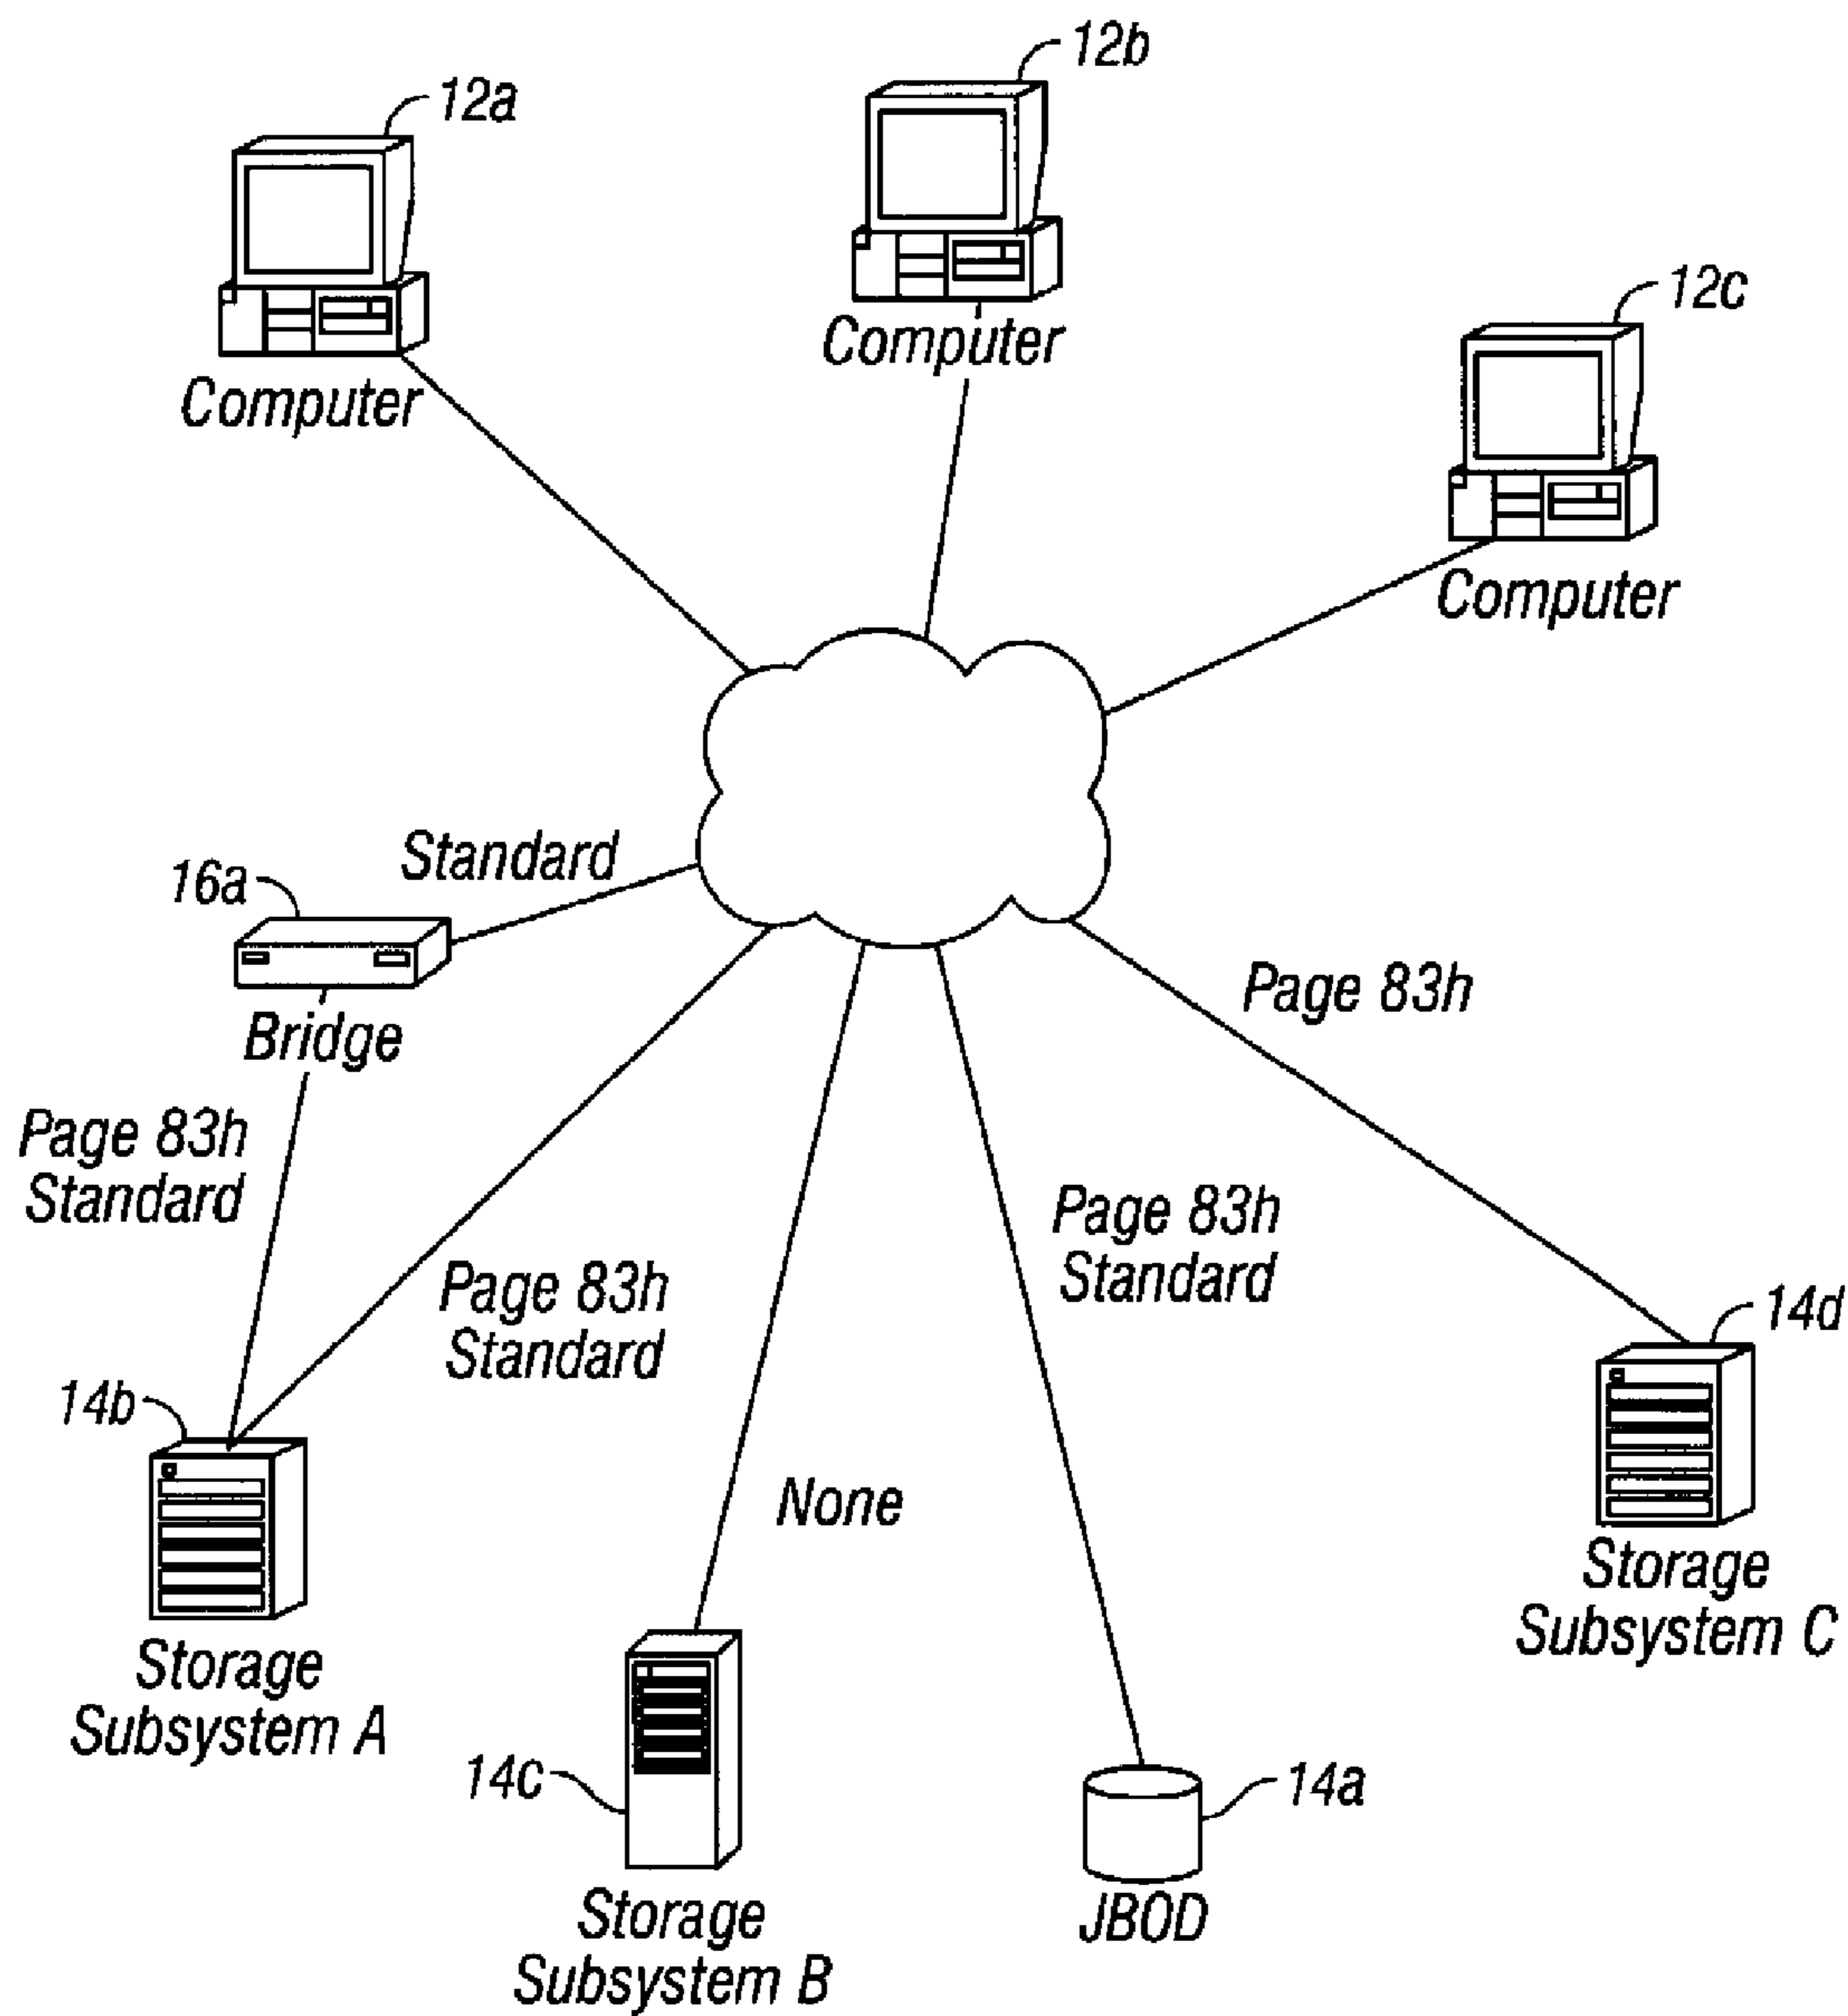 12b
12a
12c
Computer
Computer
Computer
Standard
16a
Page 83h
Bridge
Page 83h
Standard
Page 83h
Standard
Page 83h
Standard
14d
14b
None
Storage
Subsystem C
Storage
Subsystem A
14c
14a
Storage
Subsystem B
JBOD